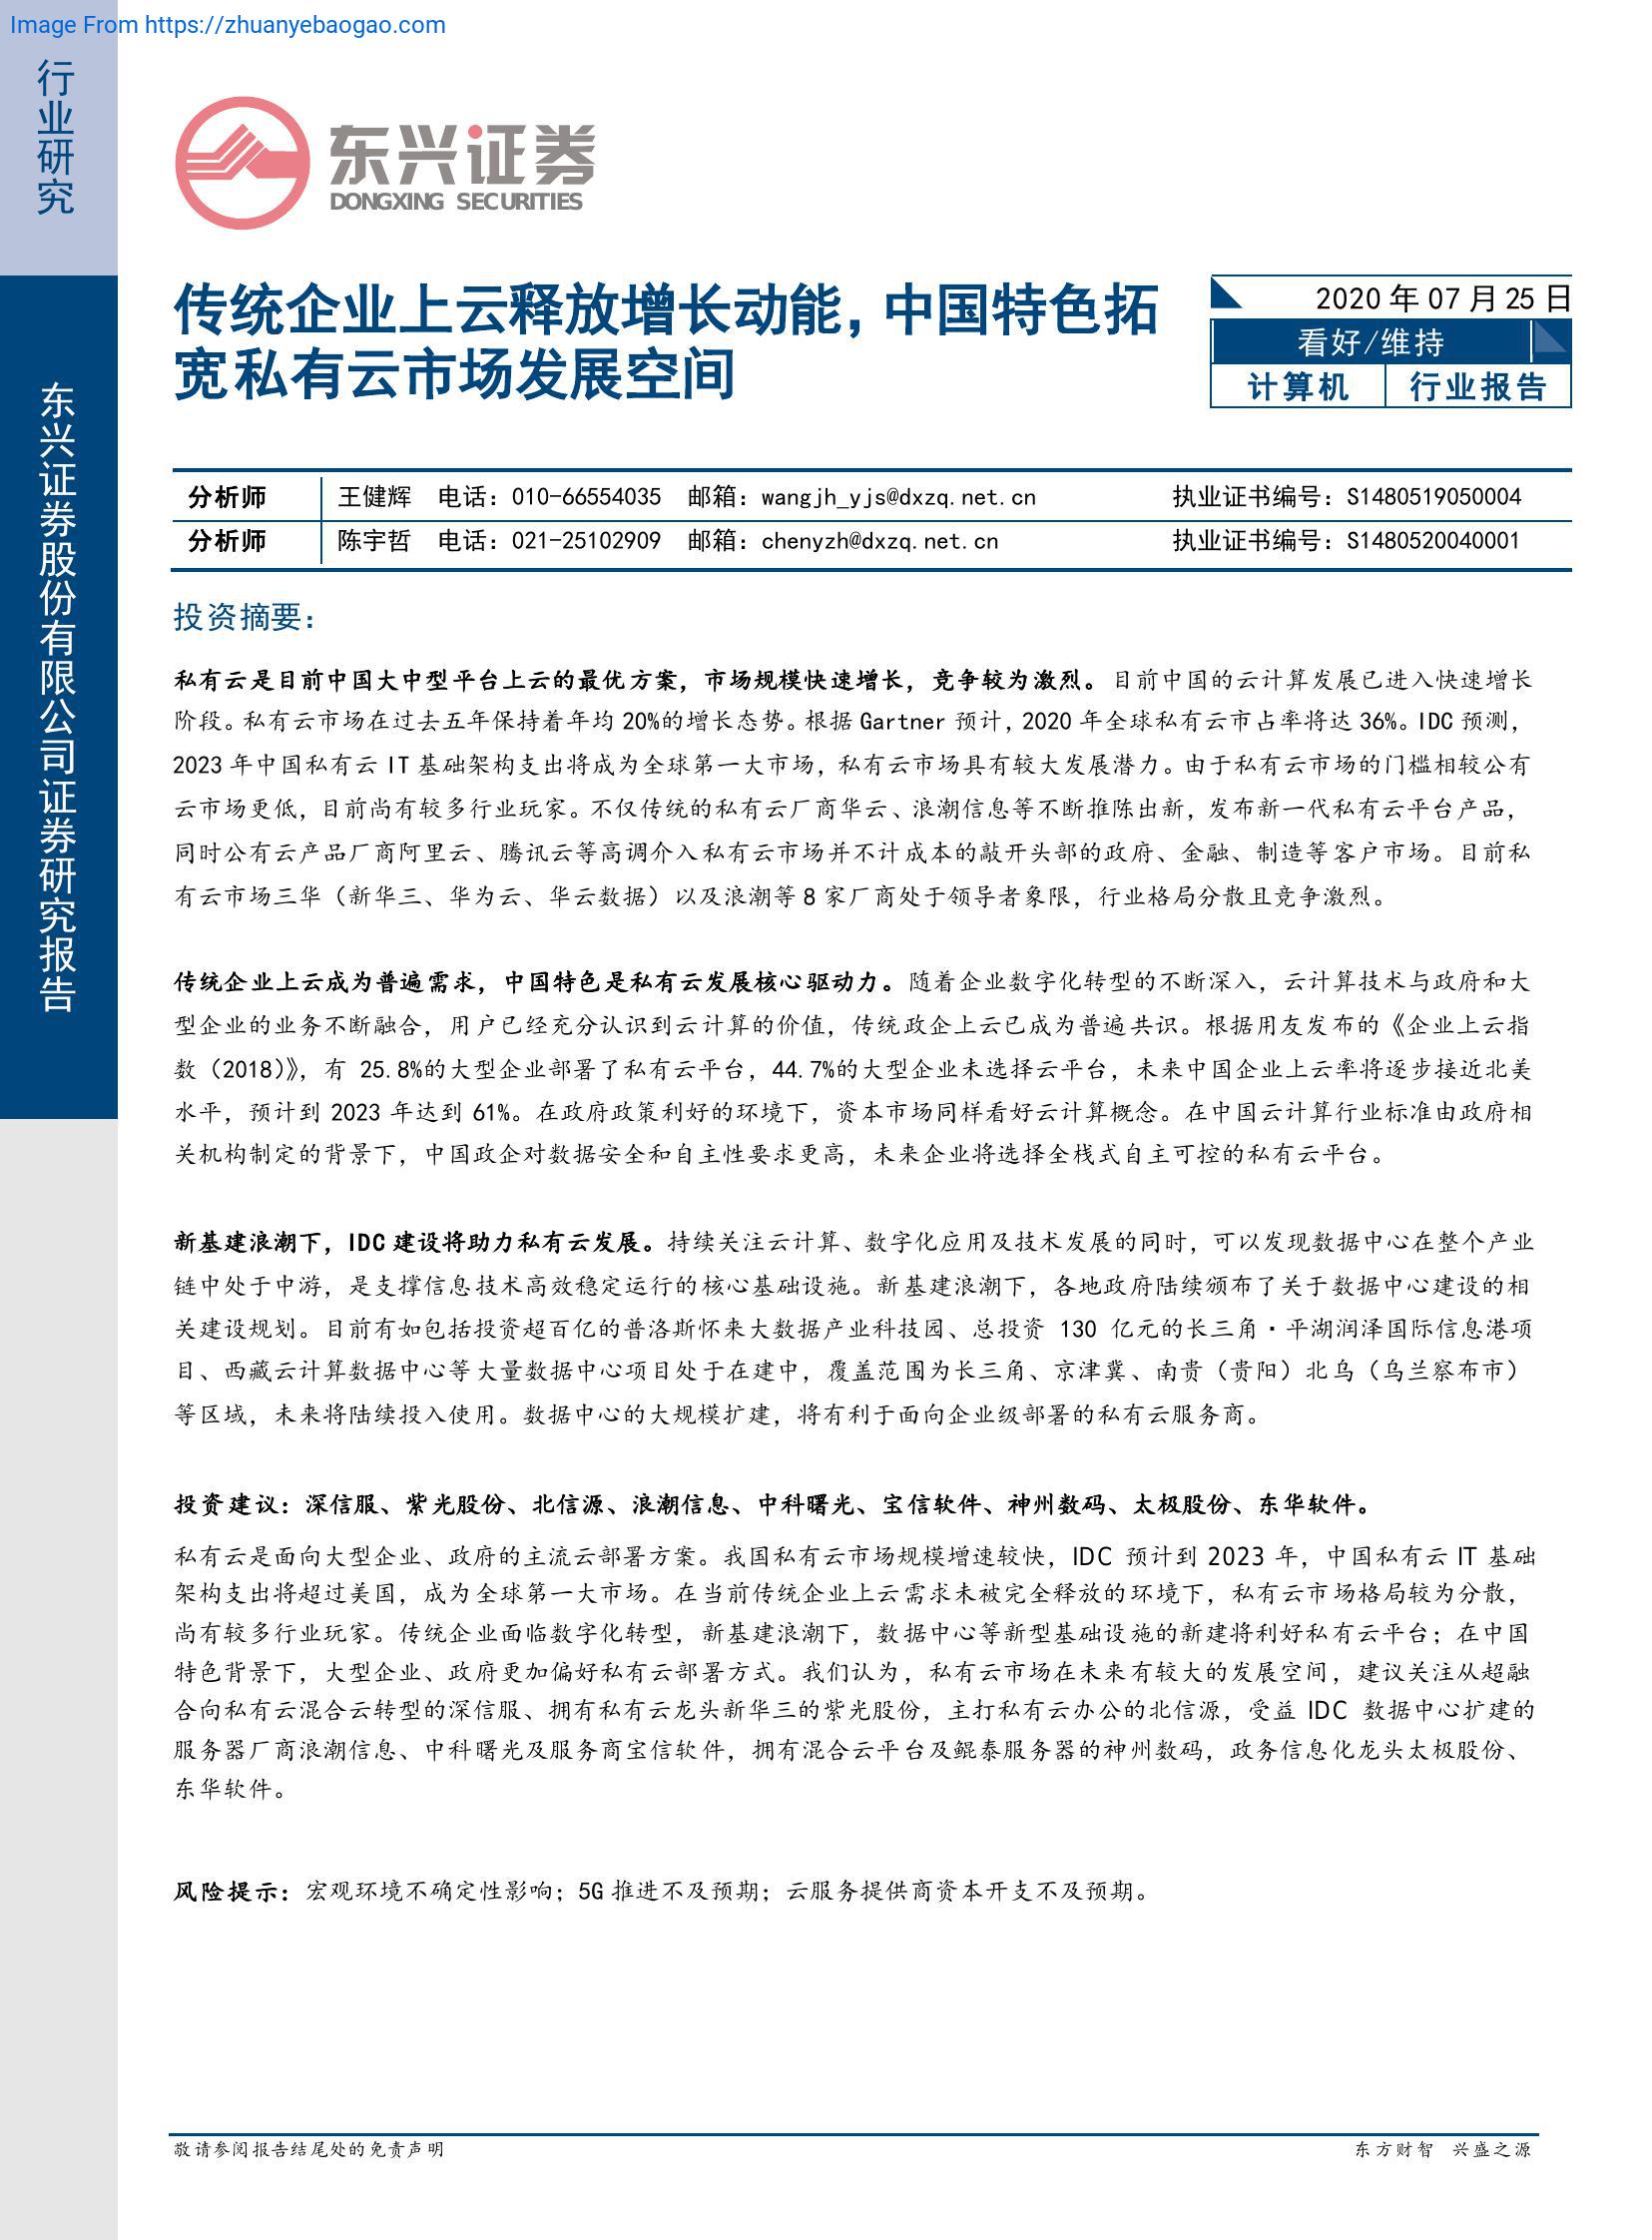 Image From https://zhuanyebaogao.com
行业研究
东兴证券股份有限公司证券研究报告
东兴证券
DONGXING SECURITIES
传统企业上云释放增长动能，中国特色拓
宽私有云市场发展空间
2020 年 07 月 25 日
看好/维持
计算机 行业报告
分析师 王健辉 电话：010-66554035 邮箱：wangjh_yjs@dxzq.net.cn 执业证书编号：S1480519050004
分析师 陈宇哲 电话：021-25102909 邮箱：chenyzh@dxzq.net.cn 执业证书编号：S1480520040001
投资摘要：
私有云是目前中国大中型平台上云的最优方案，市场规模快速增长，竞争较为激烈。目前中国的云计算发展已进入快速增长
阶段。私有云市场在过去五年保持着年均 20%的增长态势。根据 Gartner 预计，2020 年全球私有云市占率将达 36%。IDC 预测，
2023 年中国私有云 IT 基础架构支出将成为全球第一大市场，私有云市场具有较大发展潜力。由于私有云市场的门槛相较公有
云市场更低，目前尚有较多行业玩家。不仅传统的私有云厂商华云、浪潮信息等不断推陈出新，发布新一代私有云平台产品，
同时公有云产品厂商阿里云、腾讯云等高调介入私有云市场并不计成本的敲开头部的政府、金融、制造等客户市场。目前私
有云市场三华（新华三、华为云、华云数据）以及浪潮等 8 家厂商处于领导者象限，行业格局分散且竞争激烈。
传统企业上云成为普遍需求，中国特色是私有云发展核心驱动力。随着企业数字化转型的不断深入，云计算技术与政府和大
型企业的业务不断融合，用户已经充分认识到云计算的价值，传统政企上云已成为普遍共识。根据用友发布的《企业上云指
数（2018）》，有 25.8%的大型企业部署了私有云平台，44.7%的大型企业未选择云平台，未来中国企业上云率将逐步接近北美
水平，预计到 2023 年达到 61%。在政府政策利好的环境下，资本市场同样看好云计算概念。在中国云计算行业标准由政府相
关机构制定的背景下，中国政企对数据安全和自主性要求更高，未来企业将选择全栈式自主可控的私有云平台。
新基建浪潮下，IDC 建设将助力私有云发展。持续关注云计算、数字化应用及技术发展的同时，可以发现数据中心在整个产业
链中处于中游，是支撑信息技术高效稳定运行的核心基础设施。新基建浪潮下，各地政府陆续颁布了关于数据中心建设的相
关建设规划。目前有如包括投资超百亿的普洛斯怀来大数据产业科技园、总投资 130 亿元的长三角·平湖润泽国际信息港项
目、西藏云计算数据中心等大量数据中心项目处于在建中，覆盖范围为长三角、京津冀、南贵（贵阳）北乌（乌兰察布市）
等区域，未来将陆续投入使用。数据中心的大规模扩建，将有利于面向企业级部署的私有云服务商。
投资建议：深信服、紫光股份、北信源、浪潮信息、中科曙光、宝信软件、神州数码、太极股份、东华软件。
私有云是面向大型企业、政府的主流云部署方案。我国私有云市场规模增速较快，IDC 预计到 2023 年，中国私有云 IT 基础
架构支出将超过美国，成为全球第一大市场。在当前传统企业上云需求未被完全释放的环境下，私有云市场格局较为分散，
尚有较多行业玩家。传统企业面临数字化转型，新基建浪潮下，数据中心等新型基础设施的新建将利好私有云平台；在中国
特色背景下，大型企业、政府更加偏好私有云部署方式。我们认为，私有云市场在未来有较大的发展空间，建议关注从超融
合向私有云混合云转型的深信服、拥有私有云龙头新华三的紫光股份，主打私有云办公的北信源，受益 IDC 数据中心扩建的
服务器厂商浪潮信息、中科曙光及服务商宝信软件，拥有混合云平台及鲲泰服务器的神州数码，政务信息化龙头太极股份、
东华软件。
风险提示：宏观环境不确定性影响；5G 推进不及预期；云服务提供商资本开支不及预期。
敬请参阅报告结尾处的免责声明
东方财智 兴盛之源